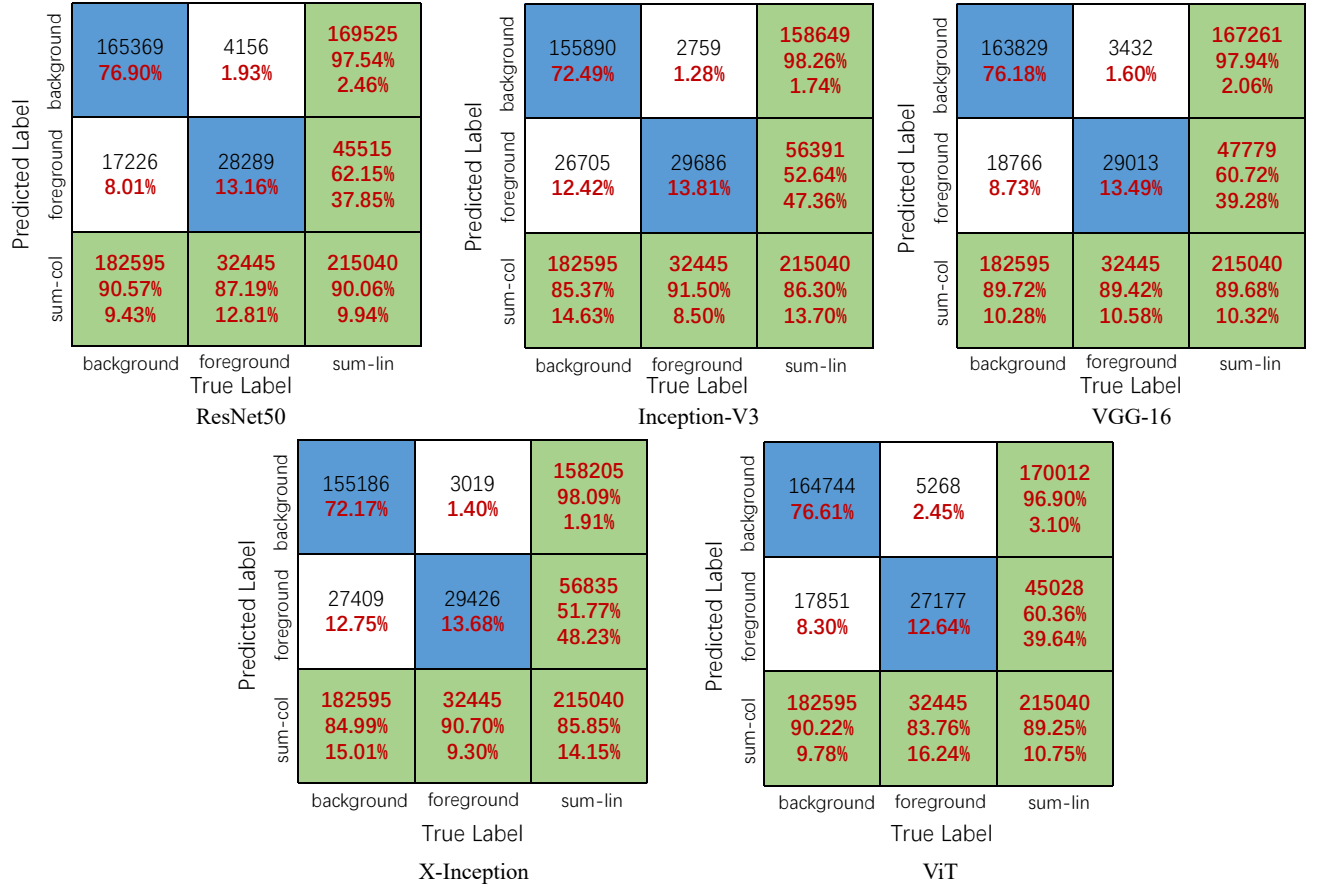 Predicted Label
background
165369
76.90%
4156
1.93%
169525
97.54%
2.46%
foreground
17226
8.01%
28289
13.16%
45515
62.15%
37.85%
sum-col
182595
90.57%
9.43%
32445
87.19%
12.81%
215040
90.06%
9.94%
background
foreground
sum-lin
True Label
ResNet50
Predicted Label
background
155890
72.49%
2759
1.28%
158649
98.26%
1.74%
foreground
26705
12.42%
29686
13.81%
56391
52.64%
47.36%
sum-col
182595
85.37%
14.63%
32445
91.50%
8.50%
215040
86.30%
13.70%
background
foreground
sum-lin
True Label
Inception-V3
Predicted Label
background
163829
76.18%
3432
1.60%
167261
97.94%
2.06%
foreground
18766
8.73%
29013
13.49%
47779
60.72%
39.28%
sum-col
182595
89.72%
10.28%
32445
89.42%
10.58%
215040
89.68%
10.32%
background
foreground
sum-lin
True Label
VGG-16
Predicted Label
background
155186
72.17%
3019
1.40%
158205
98.09%
1.91%
foreground
27409
12.75%
29426
13.68%
56835
51.77%
48.23%
sum-col
182595
84.99%
15.01%
32445
90.70%
9.30%
215040
85.85%
14.15%
background
foreground
sum-lin
True Label
X-Inception
Predicted Label
background
164744
76.61%
5268
2.45%
170012
96.90%
3.10%
foreground
17851
8.30%
27177
12.64%
45028
60.36%
39.64%
sum-col
182595
90.22%
9.78%
32445
83.76%
16.24%
215040
89.25%
10.75%
background
foreground
sum-lin
True Label
ViT